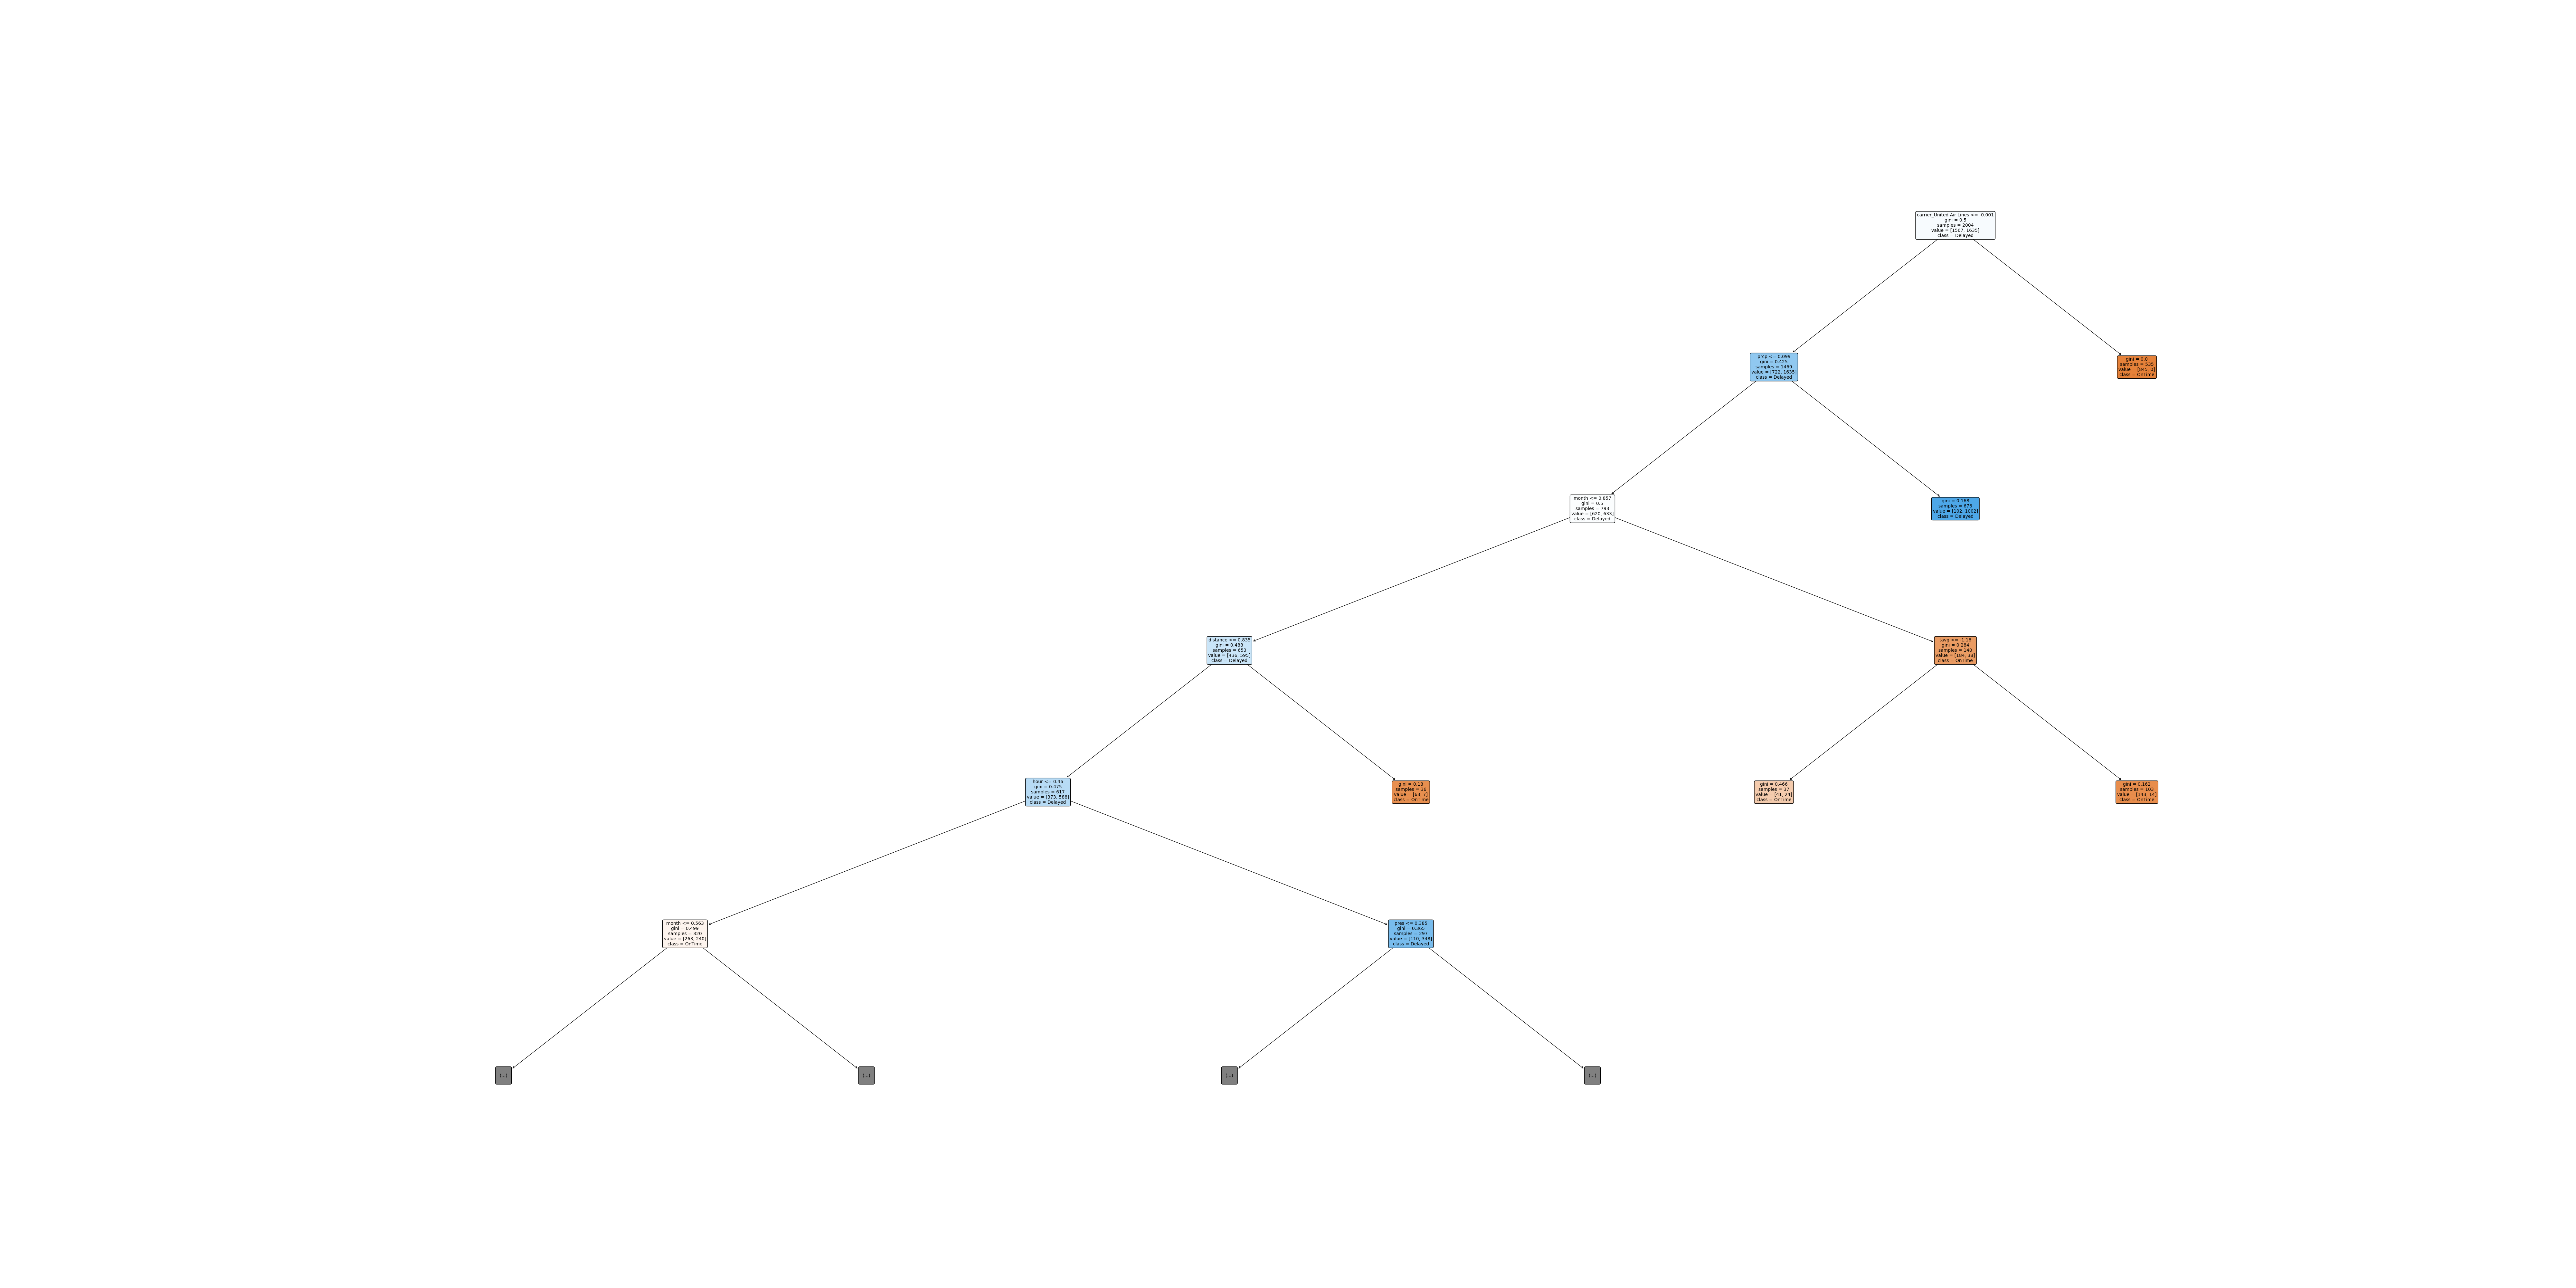 carrier_United Air Lines <= -0.001
gini = 0.5
samples = 2004
value = [1567, 1635]
class = Delayed
prcp <= 0.099
gini = 0.425
samples = 1469
value = [722, 1635]
class = Delayed
gini = 0.0
samples = 535
value = [845, 0]
class = OnTime
month <= 0.857
gini = 0.5
samples = 793
value = [620, 633]
class = Delayed
gini = 0.168
samples = 676
value = [102, 1002]
class = Delayed
distance <= 0.835
gini = 0.488
samples = 653
value = [436, 595]
class = Delayed
tavg <= -1.16
gini = 0.284
samples = 140
value = [184, 38]
class = OnTime
hour <= 0.46
gini = 0.475
samples = 617
value = [373, 588]
class = Delayed
gini = 0.18
samples = 36
value = [63, 7]
class = OnTime
gini = 0.466
samples = 37
value = [41, 24]
class = OnTime
gini = 0.162
samples = 103
value = [143, 14]
class = OnTime
month <= 0.563
gini = 0.499
samples = 320
value = [263, 240]
class = OnTime
pres <= 0.385
gini = 0.365
samples = 297
value = [110, 348]
class = Delayed
(...)
(...)
(...)
(...)